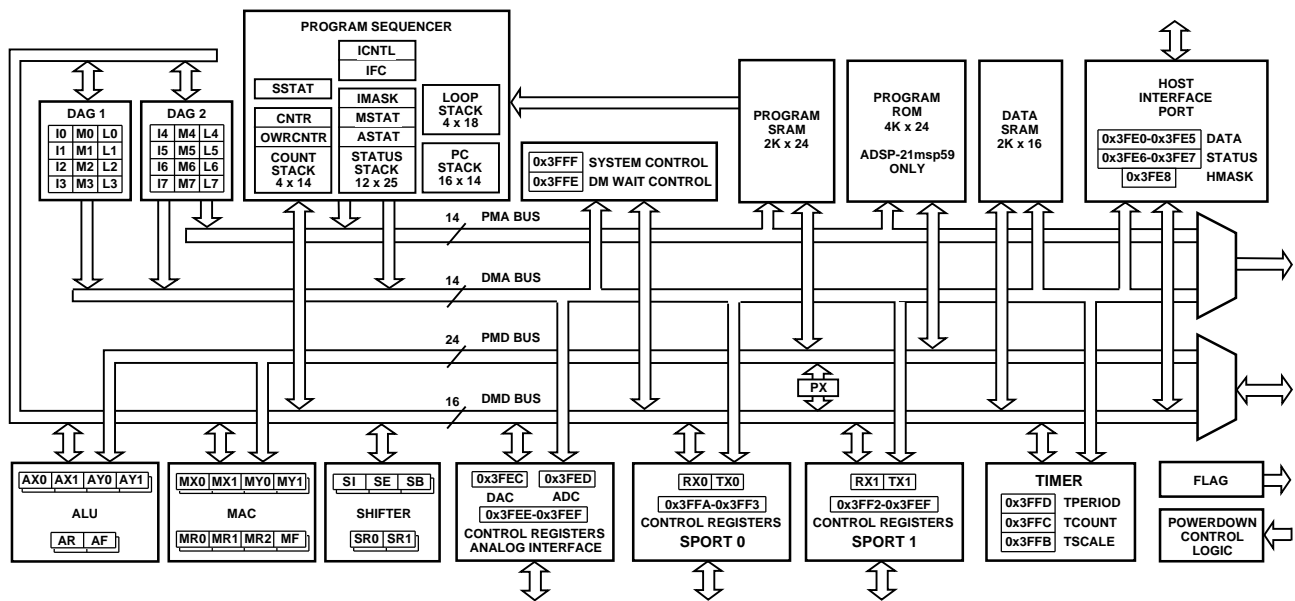 PROGRAM SEQUENCER
ICNTL
IFC
SSTAT
CNTR
OWRCNTR
COUNT
STACK
4 x 14
IMASK
MSTAT
ASTAT
STATUS
STACK
12 x 25
LOOP
STACK
4 x 18
PC
STACK
16 x 14
DAG 1
I0 M0 L0
I1 M1 L1
I2 M2 L2
I3 M3 L3
DAG 2
I4 M4 L4
I5 M5 L5
I6 M6 L6
I7 M7 L7
0x3FFF SYSTEM CONTROL
0x3FFE DM WAIT CONTROL
PROGRAM
SRAM
2K x 24
PROGRAM
ROM
4K x 24
ADSP-21msp59
ONLY
DATA
SRAM
2K x 16
HOST
INTERFACE
PORT
0x3FE0-0x3FE5 DATA
0x3FE6-0x3FE7 STATUS
0x3FE8 HMASK
14 PMA BUS
14 DMA BUS
24 PMD BUS
PX
16 DMD BUS
AX0 AX1 AY0 AY1
ALU
AR AF
MX0 MX1 MY0 MY1
MAC
MR0 MR1 MR2 MF
SI SE SB
SHIFTER
SR0 SR1
0x3FEC 0x3FED
DAC ADC
0x3FEE-0x3FEF
CONTROL REGISTERS
ANALOG INTERFACE
RX0 TX0
0x3FFA-0x3FF3
CONTROL REGISTERS
SPORT 0
RX1 TX1
0x3FF2-0x3FEF
CONTROL REGISTERS
SPORT 1
TIMER
0x3FFD TPERIOD
0x3FFC TCOUNT
0x3FFB TSCALE
FLAG
POWERDOWN
CONTROL
LOGIC